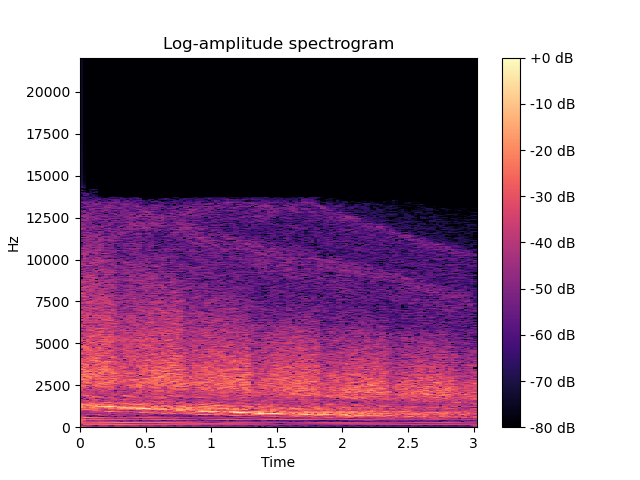 Log-amplitude spectrogram
Hz
20000
17500
15000
12500
10000
7500
5000
2500
0
0 0.5 1 1.5 2 2.5 3
Time
+0 dB
-10 dB
-20 dB
-30 dB
-40 dB
-50 dB
-60 dB
-70 dB
-80 dB